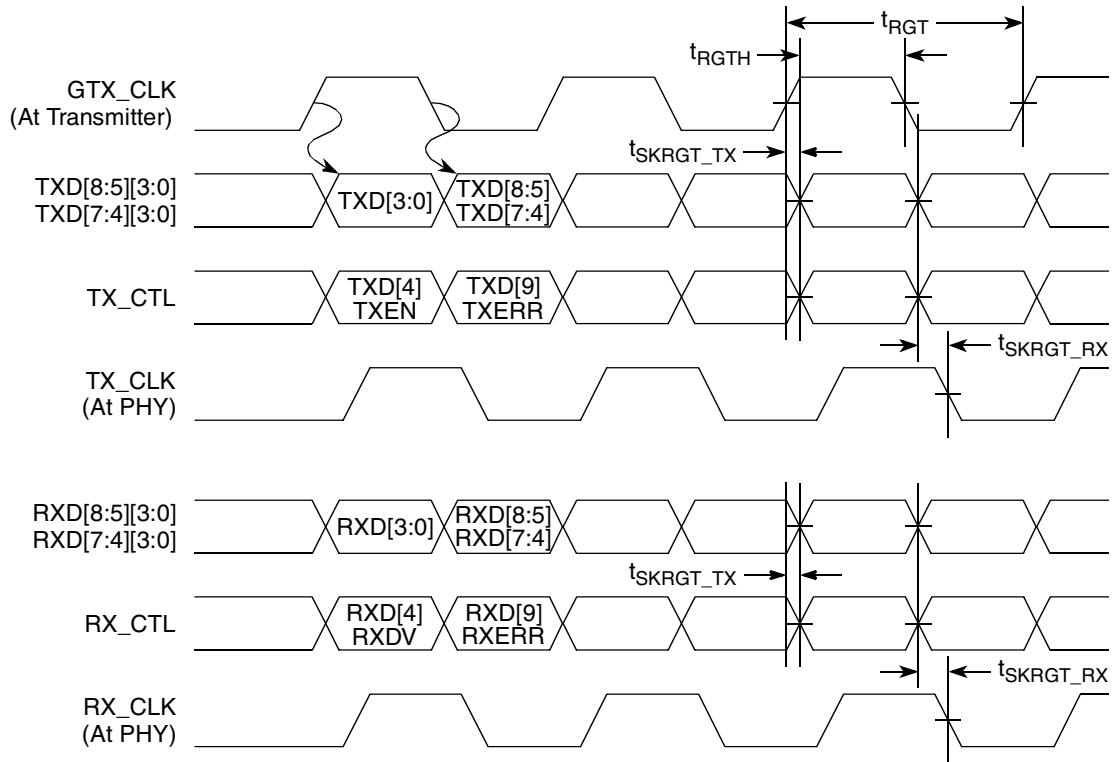 tRGT
tRGTH
GTX_CLK
(At Transmitter)
tSKRGT_TX
TXD[8:5][3:0]
TXD[7:4][3:0]
TXD[3:0]
TXD[8:5]
TXD[7:4]
TX_CTL
TXD[4]
TXEN
TXD[9]
TXERR
tSKRGT_RX
TX_CLK
(At PHY)
RXD[8:5][3:0]
RXD[7:4][3:0]
RXD[3:0]
RXD[8:5]
RXD[7:4]
tSKRGT_TX
RX_CTL
RXD[4]
RXDV
RXD[9]
RXERR
tSKRGT_RX
RX_CLK
(At PHY)